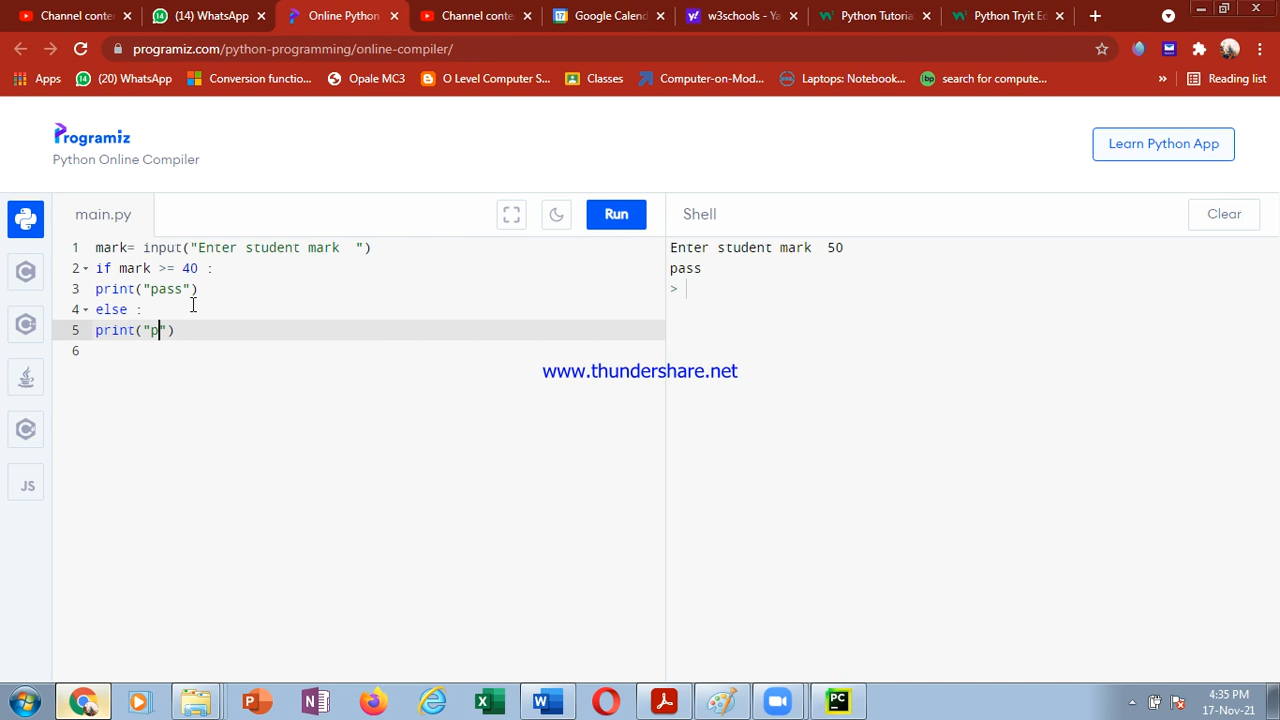 Channel conten
(14) WhatsApp
Online Python
Channel conte
Google Calend
w3schools - Ya
Python Tutoria
Python Tryit Ed
programiz.com/python-programming/online-compiler/
Apps
(20) WhatsApp
Conversion functio...
Opale MC3
O Level Computer S...
Classes
Computer-on-Mod...
Laptops: Notebook...
bp search for compute...
»
Reading list
Programiz
Python Online Compiler
Learn Python App
main.py
Run
Shell
Clear
1 mark= input("Enter student mark  ")
2 if mark >= 40 :
3 print("pass")
4 else :
5 print("p")
6
Enter student mark  50
pass
>
www.thundershare.net
JS
4:35 PM
17-Nov-21